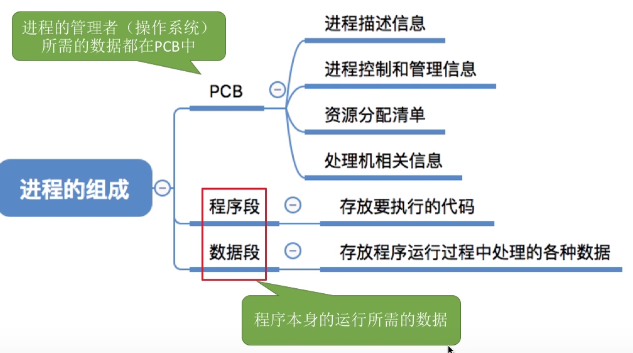 进程的管理者（操作系统）
所需的数据都在PCB中
进程描述信息
进程控制和管理信息
PCB
资源分配清单
处理机相关信息
进程的组成
程序段
存放要执行的代码
数据段
存放程序运行过程中处理的各种数据
程序本身的运行所需的数据